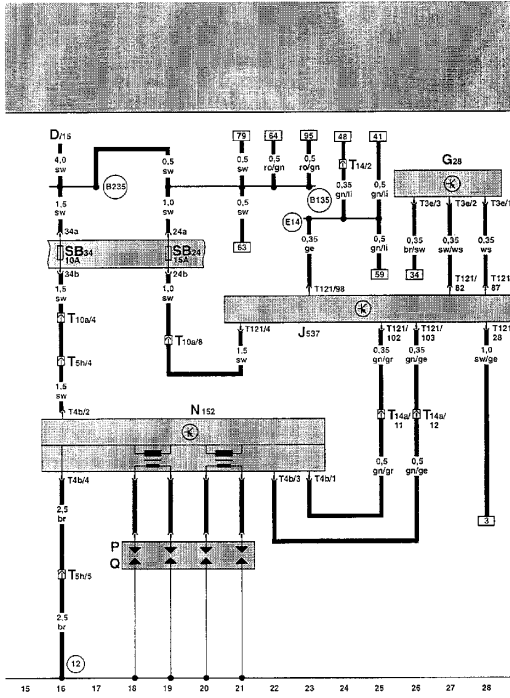 D/15
79
64
95
48
41
4,0
sw
0,5
sw
0,5
sw
0,5
ro/gn
0,5
ro/gn
T14/2
0,35
gn/li
0,5
gn/li
G28
B235
B135
T3e/3
T3e/2
T3e/1
1,5
sw
1,0
sw
0,5
sw
E14
0,35
ge
0,5
gn/li
0,35
br/sw
0,35
sw/ws
0,35
ws
34a
24a
63
59
34
SB34
10A
SB24
15A
34b
24b
T121/98
T121/
82
T121/
87
1,5
sw
1,0
sw
T10a/4
T10a/8
T121/4
J537
T121/
102
T121/
103
T121/
28
T5h/4
1,5
sw
0,35
gn/gr
0,35
gn/ge
1,0
sw/ge
1,5
sw
T4b/2
N152
T14a/
11
T14a/
12
T4b/4
T4b/3
T4b/1
0,5
gn/gr
0,5
gn/ge
2,5
br
3
P
Q
T5h/5
2,5
br
12
15 16 17 18 19 20 21 22 23 24 25 26 27 28